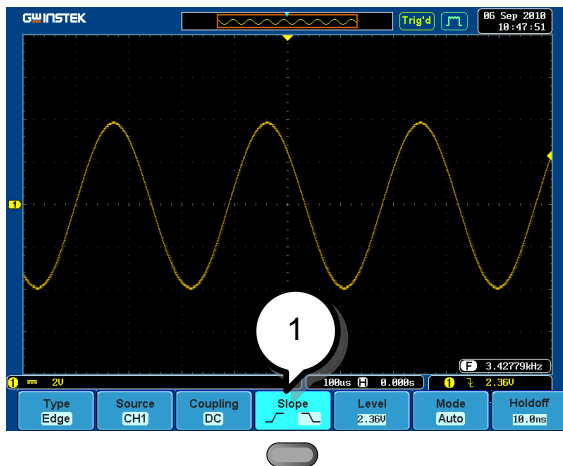 GWINSTEK
Trig'd
06 Sep 2010
10:47:51
1
1
F 3.42779kHz
1 2V
100us H 0.000s
1 2.36V
Type
Edge
Source
CH1
Coupling
DC
Slope
Level
2.36V
Mode
Auto
Holdoff
10.0ms